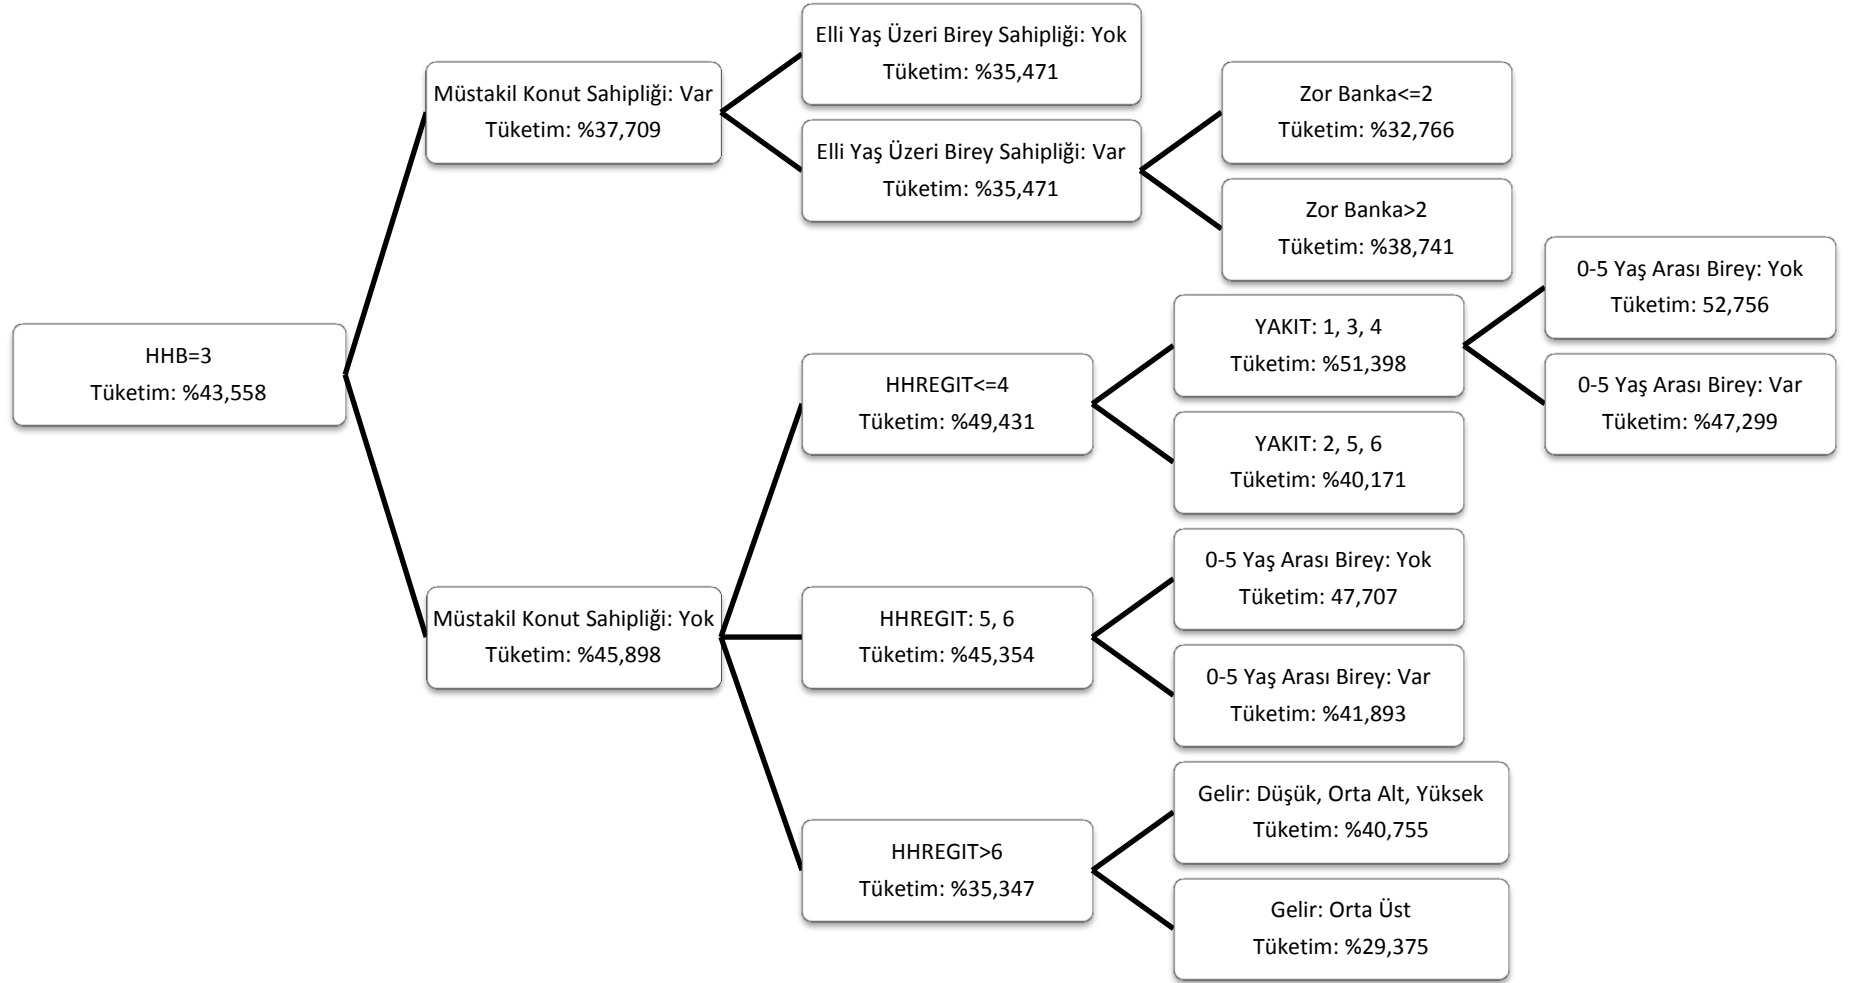 HHB=3
Tüketim: %43,558
Müstakil Konut Sahipliği: Var
Tüketim: %37,709
Elli Yaş Üzeri Birey Sahipliği: Yok
Tüketim: %35,471
Elli Yaş Üzeri Birey Sahipliği: Var
Tüketim: %35,471
Zor Banka<=2
Tüketim: %32,766
Zor Banka>2
Tüketim: %38,741
Müstakil Konut Sahipliği: Yok
Tüketim: %45,898
HHREGIT<=4
Tüketim: %49,431
YAKIT: 1, 3, 4
Tüketim: %51,398
0-5 Yaş Arası Birey: Yok
Tüketim: 52,756
0-5 Yaş Arası Birey: Var
Tüketim: %47,299
YAKIT: 2, 5, 6
Tüketim: %40,171
HHREGIT: 5, 6
Tüketim: %45,354
0-5 Yaş Arası Birey: Yok
Tüketim: 47,707
0-5 Yaş Arası Birey: Var
Tüketim: %41,893
HHREGIT>6
Tüketim: %35,347
Gelir: Düşük, Orta Alt, Yüksek
Tüketim: %40,755
Gelir: Orta Üst
Tüketim: %29,375